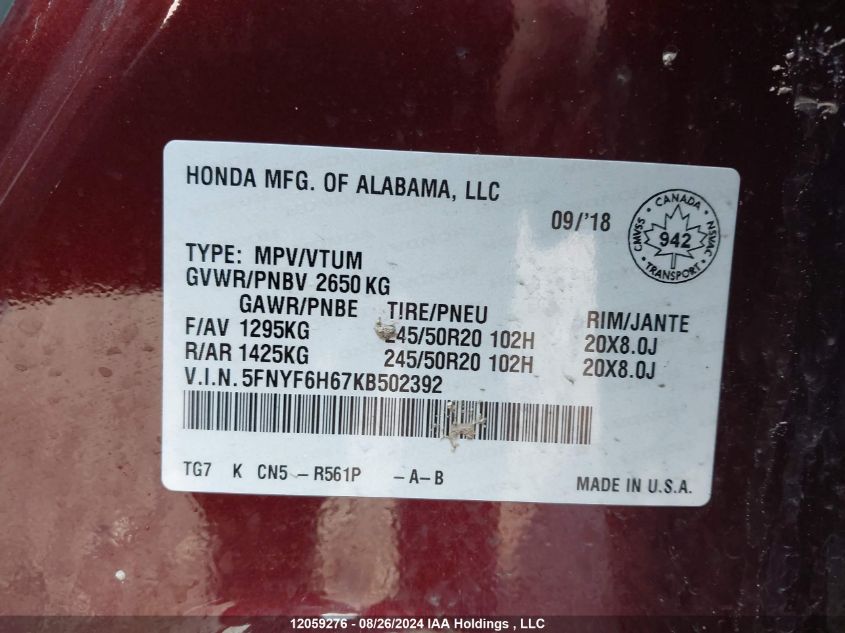 HONDA MFG. OF ALABAMA, LLC
09/'18
CANADA
CMVSS
942
NSVAC
TRANSPORT
TYPE: MPV/VTUM
GVWR/PNBV 2650 KG
GAWR/PNBE TIRE/PNEU RIM/JANTE
F/AV 1295KG 245/50R20 102H 20X8.0J
R/AR 1425KG 245/50R20 102H 20X8.0J
V.I.N. 5FNYF6H67KB502392
TG7 K CN5 - R561P - A - B MADE IN U.S.A.
12059276 - 08/26/2024 IAA Holdings , LLC